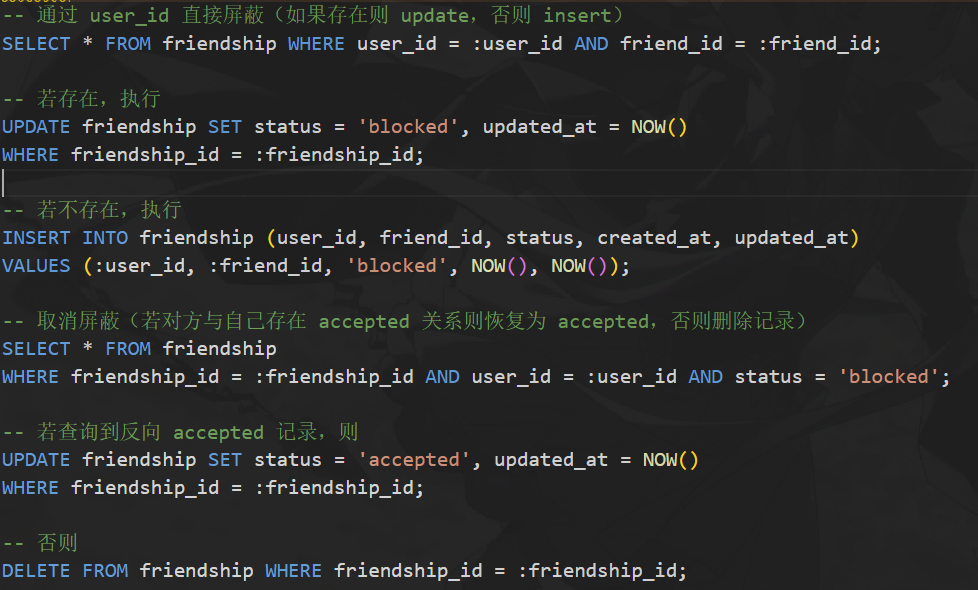 -- 通过 user_id 直接屏蔽（如果存在则 update，否则 insert）
SELECT * FROM friendship WHERE user_id = :user_id AND friend_id = :friend_id;
-- 若存在，执行
UPDATE friendship SET status = 'blocked', updated_at = NOW()
WHERE friendship_id = :friendship_id;
-- 若不存在，执行
INSERT INTO friendship (user_id, friend_id, status, created_at, updated_at)
VALUES (:user_id, :friend_id, 'blocked', NOW(), NOW());
-- 取消屏蔽（若对方与自己存在 accepted 关系则恢复为 accepted，否则删除记录）
SELECT * FROM friendship
WHERE friendship_id = :friendship_id AND user_id = :user_id AND status = 'blocked';
-- 若查询到反向 accepted 记录，则
UPDATE friendship SET status = 'accepted', updated_at = NOW()
WHERE friendship_id = :friendship_id;
-- 否则
DELETE FROM friendship WHERE friendship_id = :friendship_id;